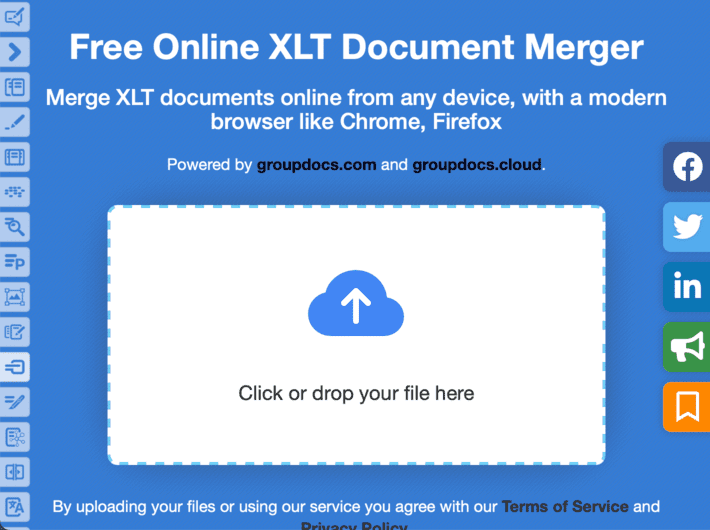 Free Online XLT Document Merger
Merge XLT documents online from any device, with a modern
browser like Chrome, Firefox
Powered by groupdocs.com and groupdocs.cloud.
Click or drop your file here
By uploading your files or using our service you agree with our Terms of Service and
Privacy Policy